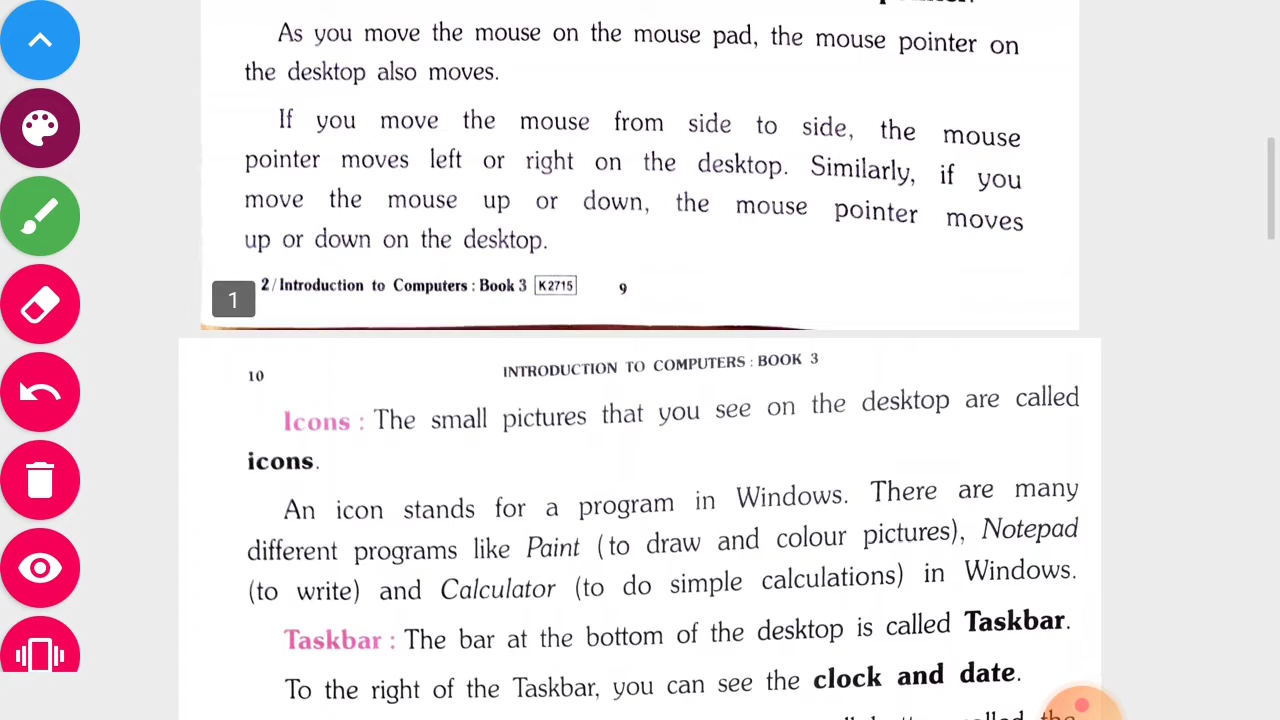 As you move the mouse on the mouse pad, the mouse pointer on
the desktop also moves.
If you move the mouse from side to side, the mouse
pointer moves left or right on the desktop. Similarly, if you
move the mouse up or down, the mouse pointer moves
up or down on the desktop.
2/Introduction to Computers : Book 3 K2715 9
1
10 INTRODUCTION TO COMPUTERS : BOOK 3
Icons : The small pictures that you see on the desktop are called
icons.
An icon stands for a program in Windows. There are many
different programs like Paint (to draw and colour pictures), Notepad
(to write) and Calculator (to do simple calculations) in Windows.
Taskbar : The bar at the bottom of the desktop is called Taskbar.
To the right of the Taskbar, you can see the clock and date.
called the